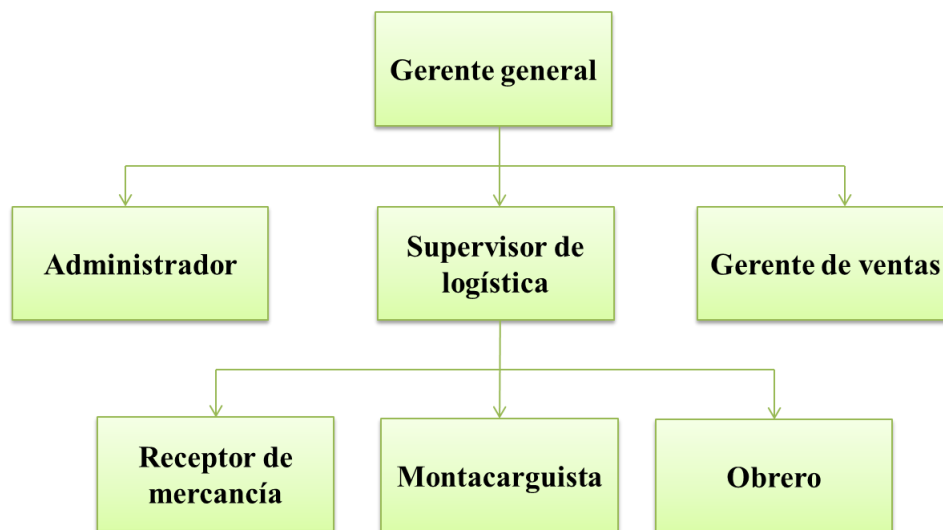 Gerente general
Administrador
Supervisor de
logística
Gerente de ventas
Receptor de
mercancía
Montacarguista
Obrero